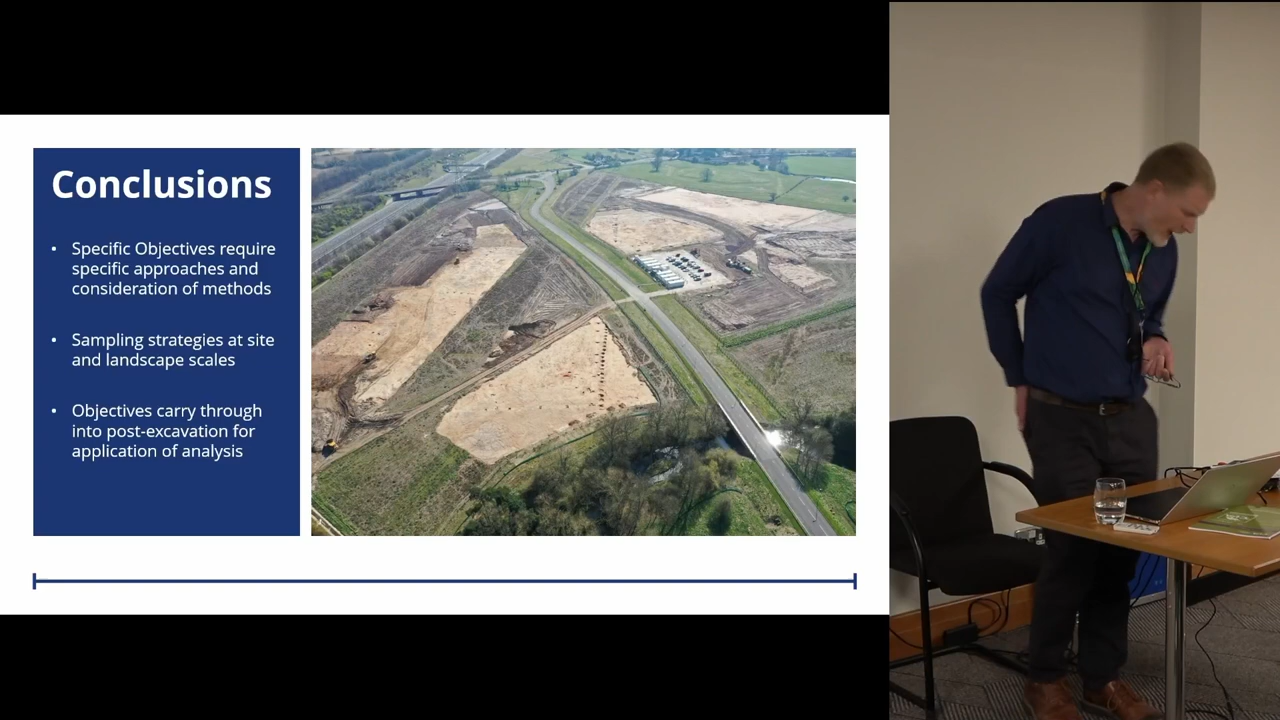 Conclusions
• Specific Objectives require
specific approaches and
consideration of methods
• Sampling strategies at site
and landscape scales
• Objectives carry through
into post-excavation for
application of analysis